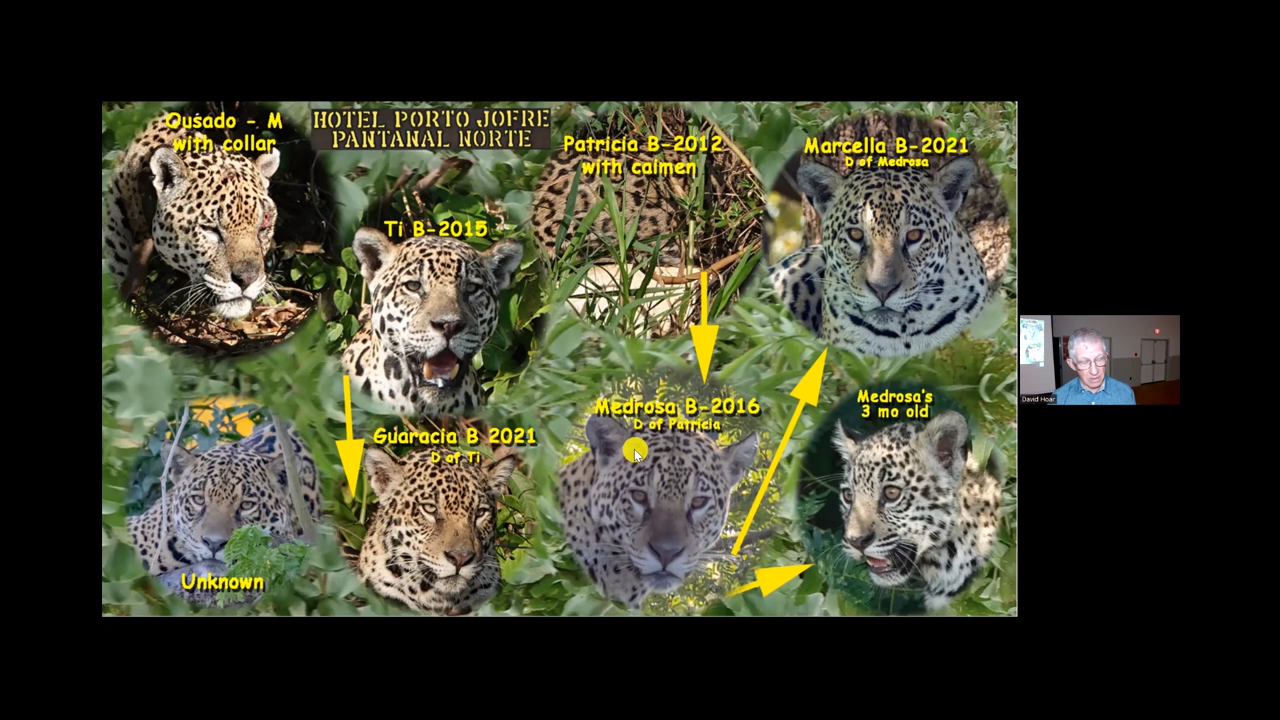 Ousado - M
with collar
HOTEL PORTO JOFRE
PANTANAL NORTE
Patricia B-2012
with caimen
Marcella B-2021
D of Medrosa
Ti B-2015
Medrosa B-2016
D of Patricia
Medrosa's
3 mo old
Guaracia B 2021
D of Ti
Unknown
David Hoar